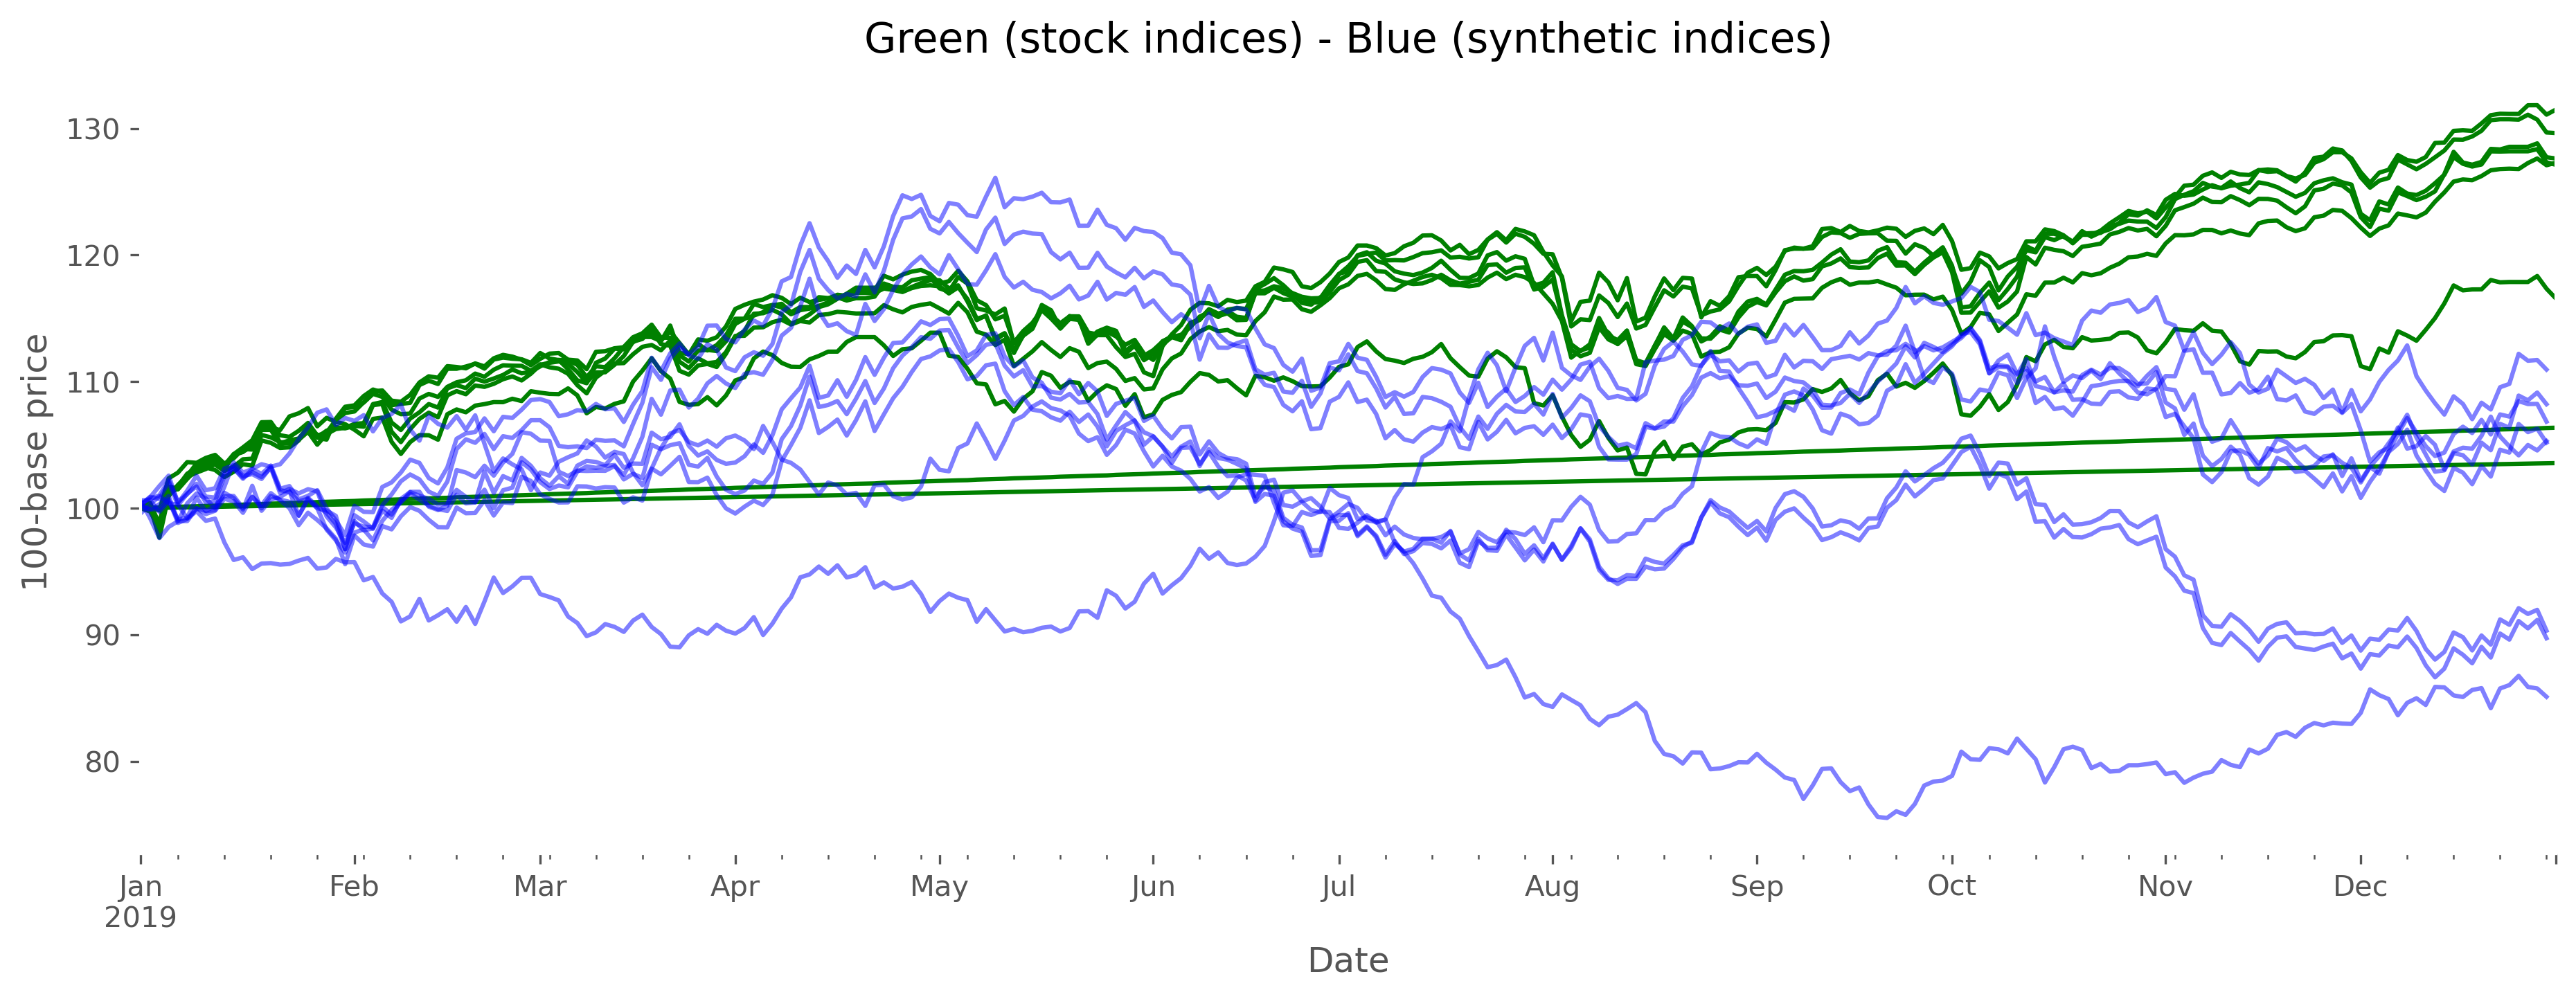 Green (stock indices) - Blue (synthetic indices)
130
120
110
100
90
80
100-base price
Jan Feb Mar Apr May Jun Jul Aug Sep Oct Nov Dec
2019
Date